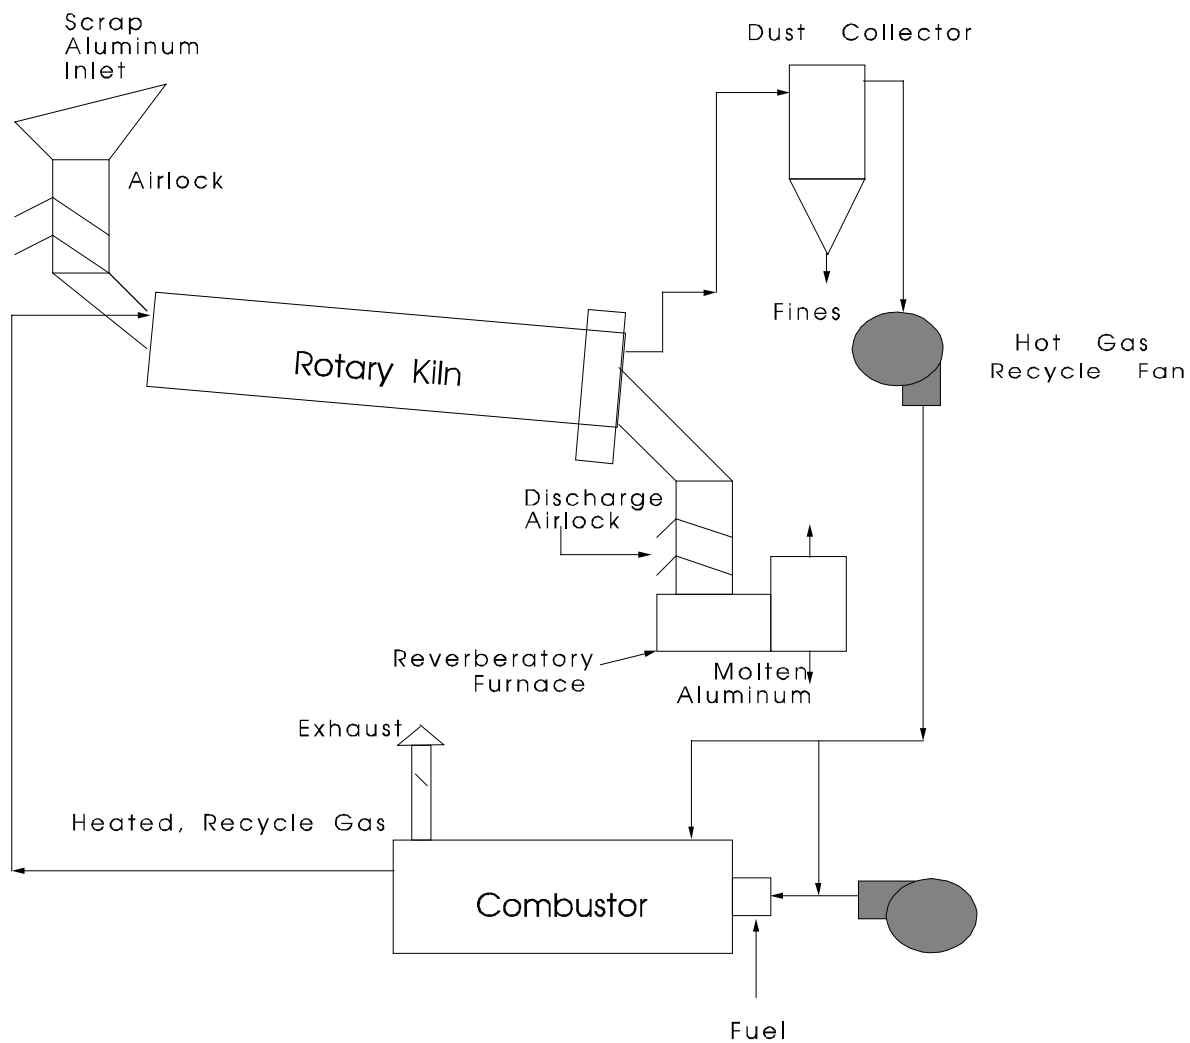 Scrap
Aluminum
Inlet
Dust Collector
Airlock
Fines
Hot Gas
Recycle Fan
Rotary Kiln
Discharge
Airlock
Reverberatory
Furnace
Molten
Aluminum
Exhaust
Heated, Recycle Gas
Combustor
Fuel